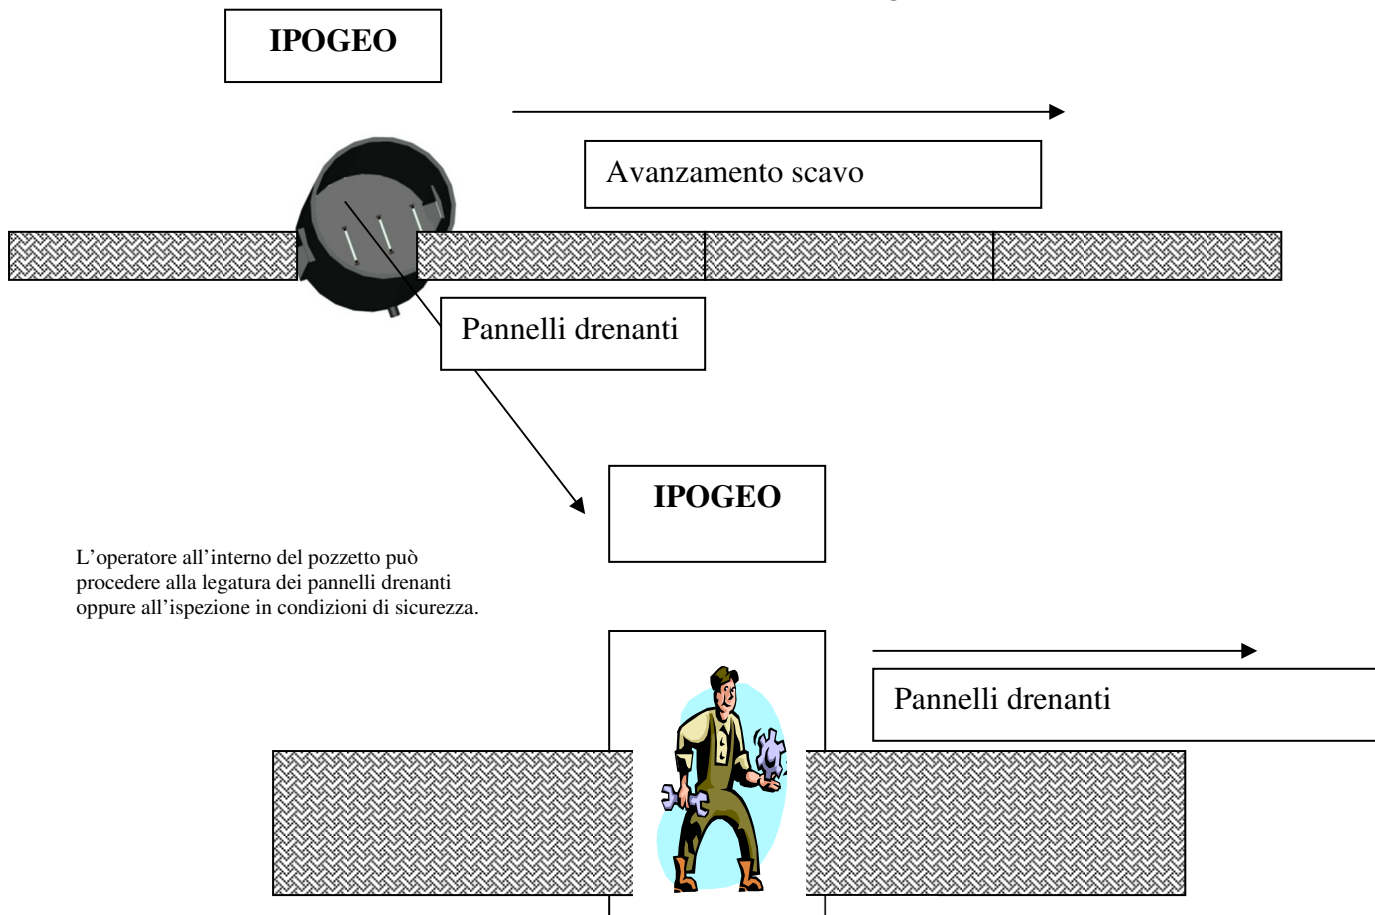 IPOGEO
Avanzamento scavo
Pannelli drenanti
IPOGEO
L'operatore all'interno del pozzetto può
procedere alla legatura dei pannelli drenanti
oppure all'ispezione in condizioni di sicurezza.
Pannelli drenanti